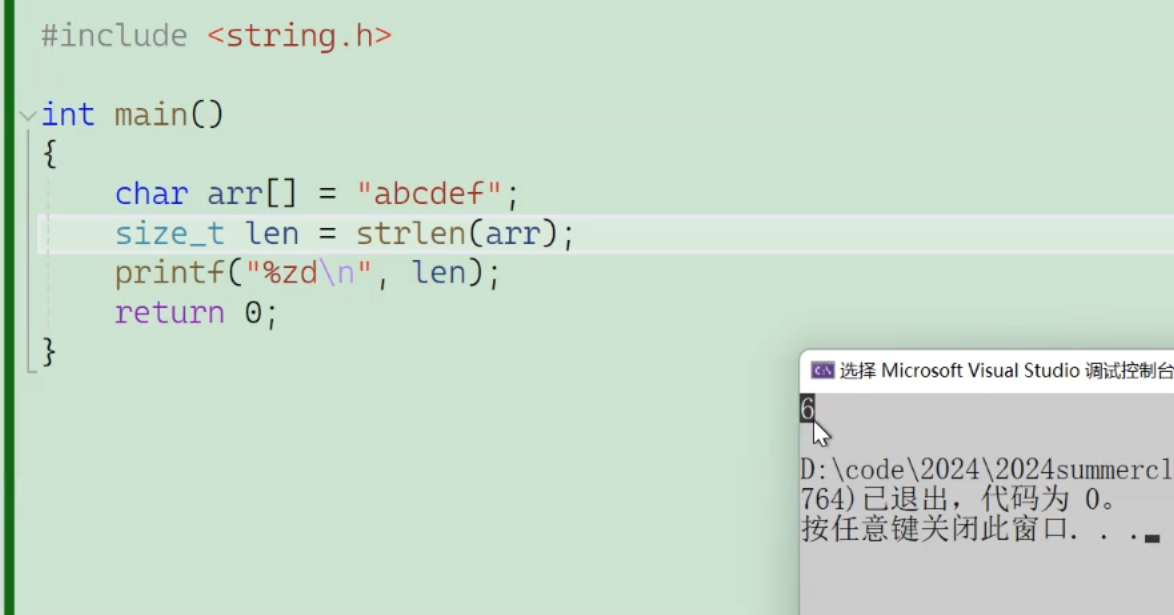 #include <string.h>
int main()
{
char arr[] = "abcdef";
size_t len = strlen(arr);
printf("%zd\n", len);
return 0;
}
选择 Microsoft Visual Studio 调试控制台
6
D:\code\2024\2024summercl
764)已退出，代码为 0。
按任意键关闭此窗口. . .